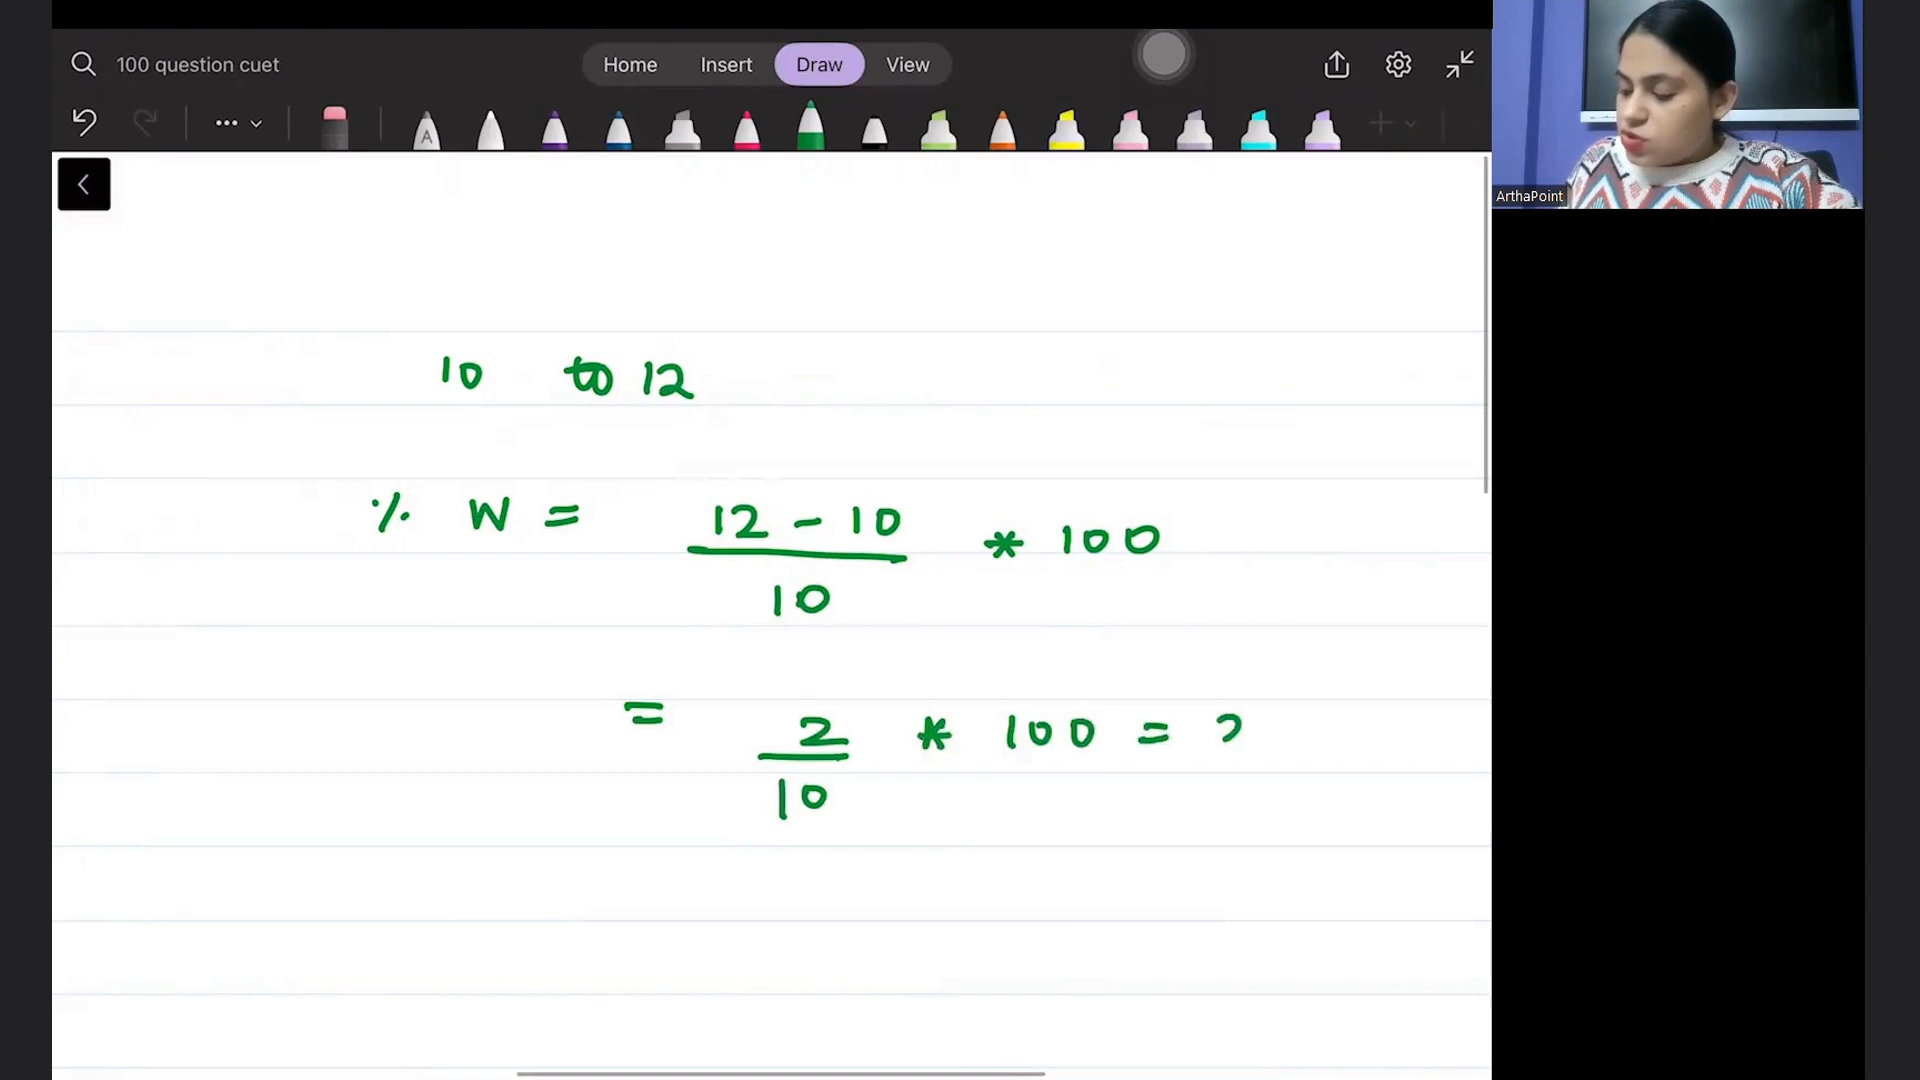 100 question cuet
Home Insert Draw View
A
ArthaPoint
10 to 12
% W = 12 - 10 * 100
10
= 2 * 100 =
10